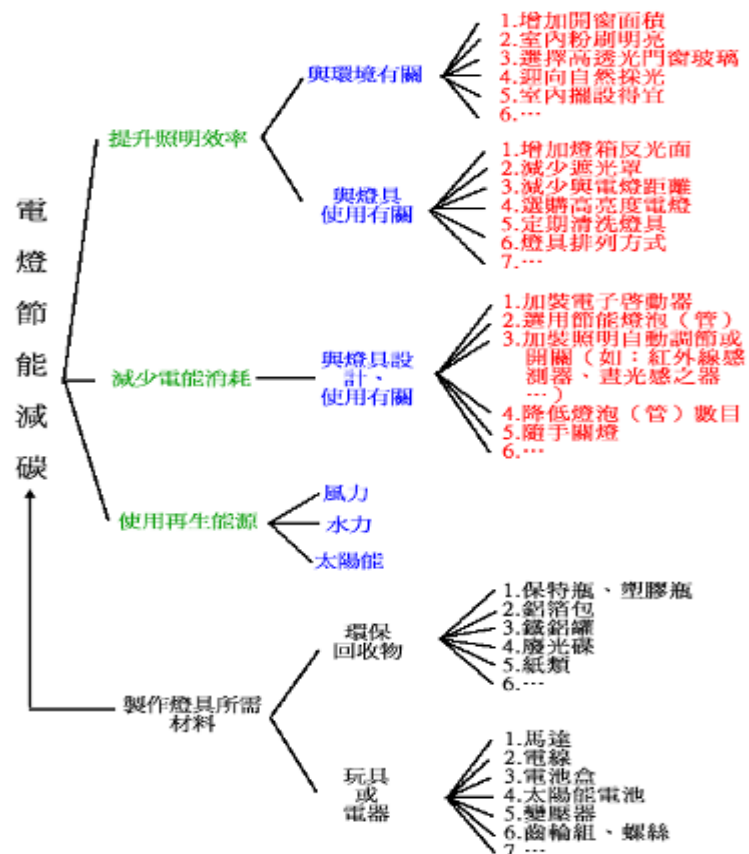 電燈節能減碳
提升照明效率
與環境有關
1.增加開窗面積
2.室內粉刷明亮
3.選擇高透光門窗玻璃
4.迎向自然採光
5.室內擺設得宜
6.…
與燈具
使用有關
1.增加燈箱反光面
2.減少遮光罩
3.減少與電燈距離
4.選購高亮度電燈
5.定期清洗燈具
6.燈具排列方式
7.…
減少電能消耗
與燈具設
計、
使用有關
1.加裝電子啓動器
2.選用節能燈泡（管）
3.加裝照明自動調節或
開關（如：紅外線感
測器、晝光感之器
…）
4.降低燈泡（管）數目
5.隨手關燈
6.…
使用再生能源
風力
水力
太陽能
製作燈具所需
材料
環保
回收物
1.保特瓶、塑膠瓶
2.鋁箔包
3.鐵鋁罐
4.廢光碟
5.紙類
6.…
玩具
或
電器
1.馬達
2.電線
3.電池盒
4.太陽能電池
5.變壓器
6.齒輪組、螺絲
7.…